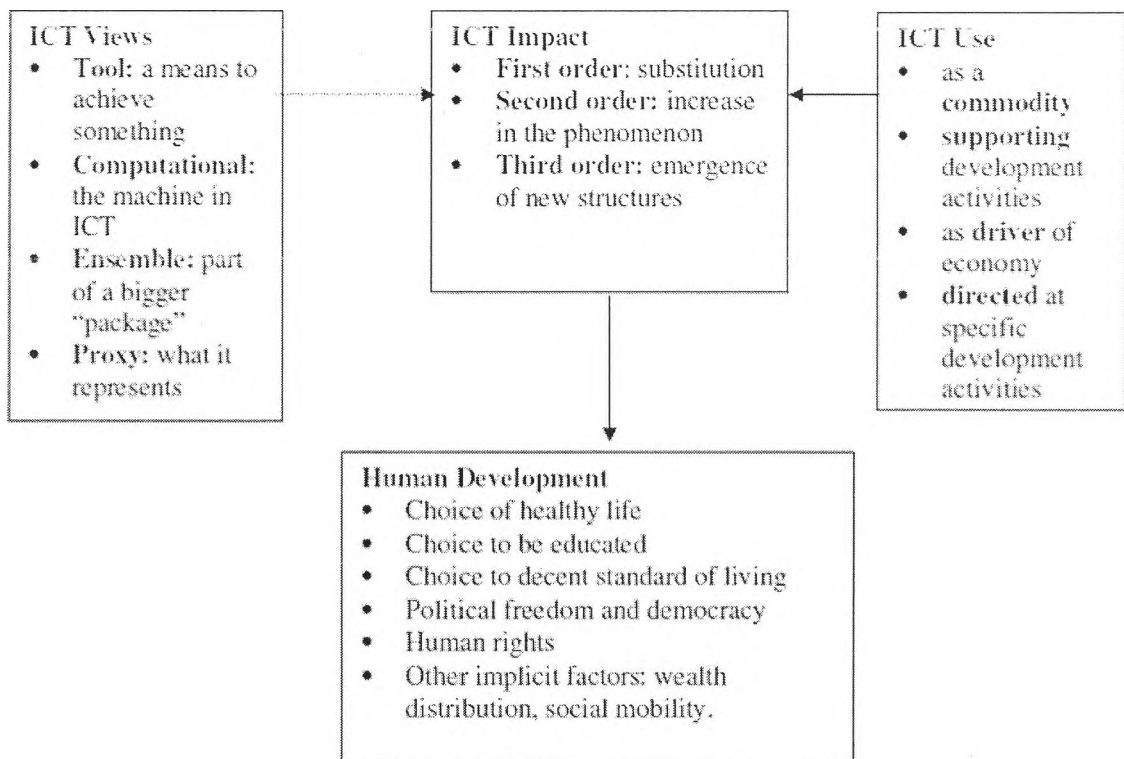 ICT Views
• Tool: a means to
achieve
something
• Computational:
the machine in
ICT
• Ensemble: part
of a bigger
“package”
• Proxy: what it
represents
ICT Impact
• First order: substitution
• Second order: increase
in the phenomenon
• Third order: emergence
of new structures
ICT Use
• as a
commodity
• supporting
development
activities
• as driver of
economy
• directed at
specific
development
activities
Human Development
• Choice of healthy life
• Choice to be educated
• Choice to decent standard of living
• Political freedom and democracy
• Human rights
• Other implicit factors: wealth
distribution, social mobility.